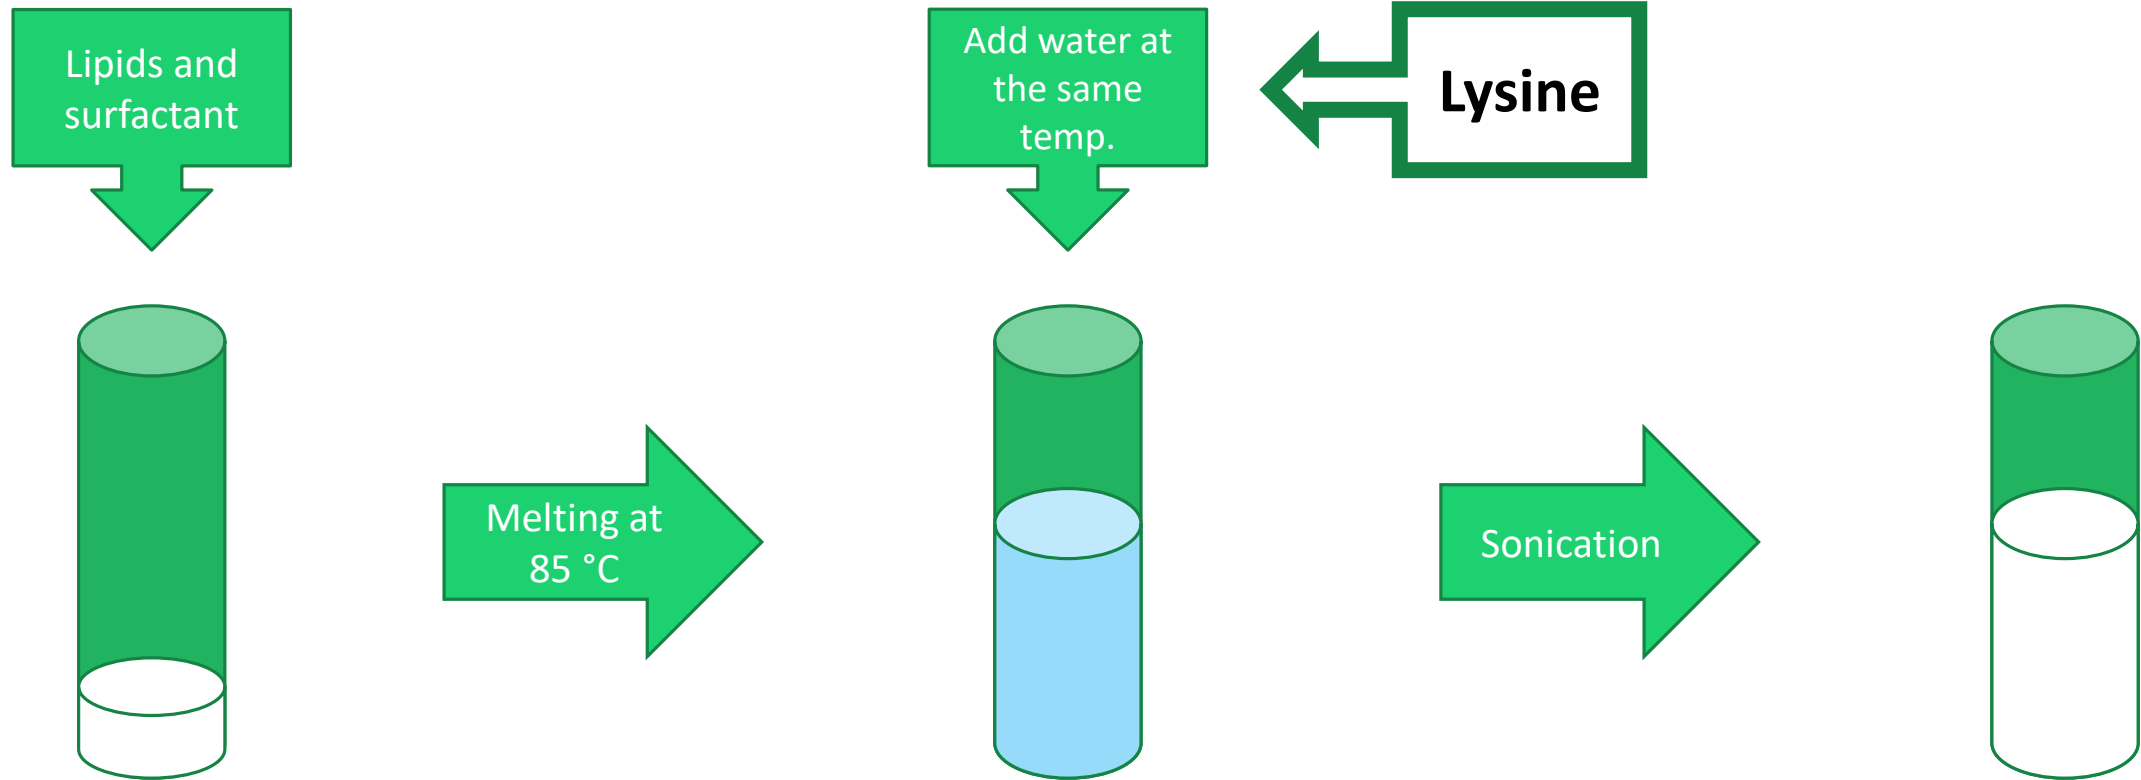 Lipids and
surfactant
Add water at
the same
temp.
Lysine
Melting at
85 °C
Sonication